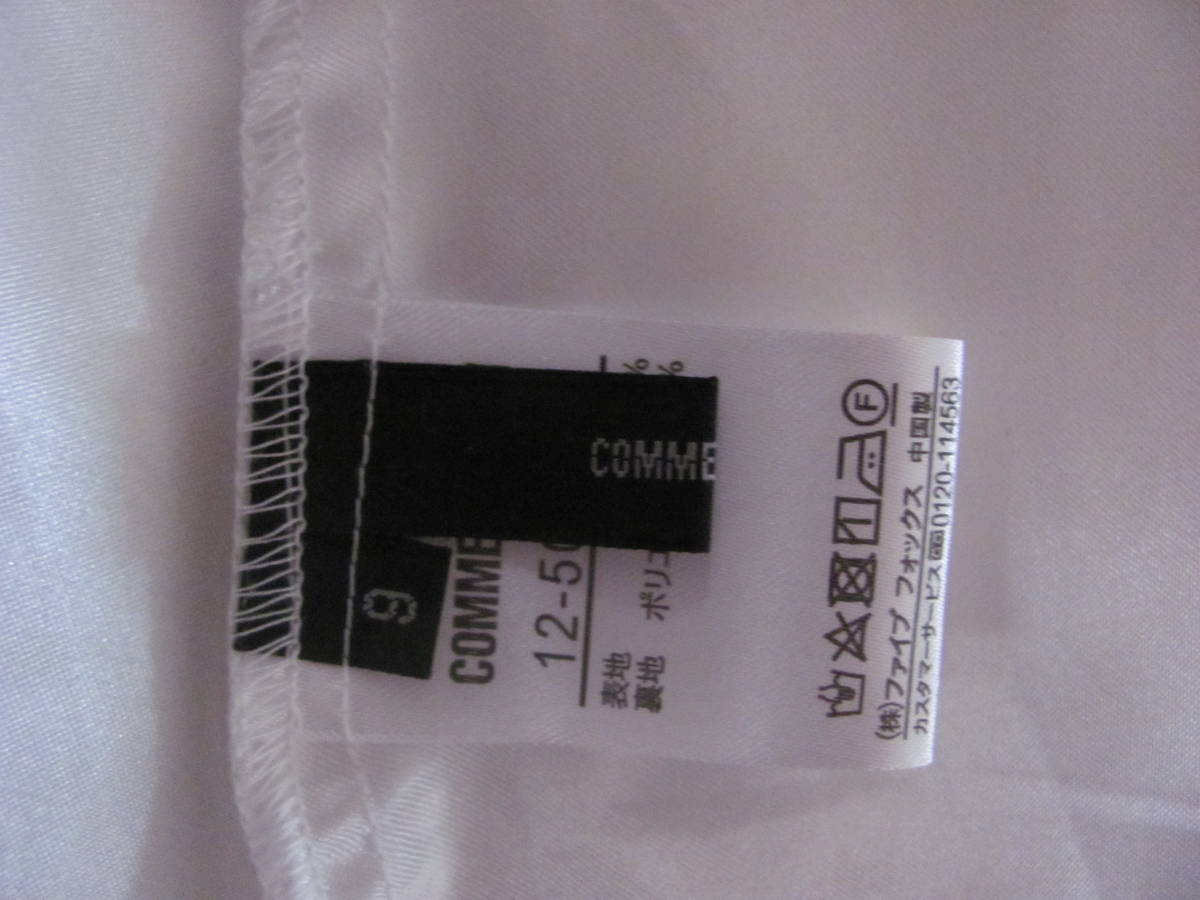 COMME
9
COMME
12-5
%
%
表地 ポリエ
裏地
F
(株)ファイブ フォックス 中国製
カスタマーサービス 0120-114563